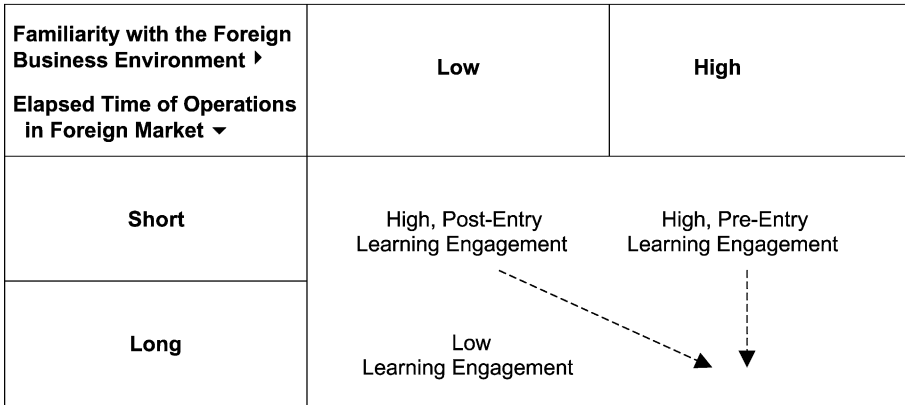 Familiarity with the Foreign
Business Environment
Elapsed Time of Operations
in Foreign Market
Low
High
Short
High, Post-Entry
Learning Engagement
High, Pre-Entry
Learning Engagement
Long
Low
Learning Engagement